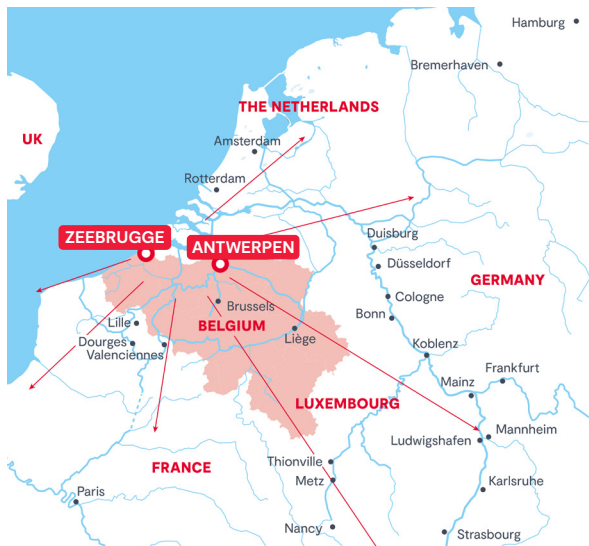 Hamburg
Bremerhaven
THE NETHERLANDS
UK
Amsterdam
Rotterdam
ZEEBRUGGE
ANTWERPEN
Duisburg
Düsseldorf
GERMANY
Cologne
Brussels
Bonn
Lille
BELGIUM
Liège
Dourges
Koblenz
Valenciennes
Frankfurt
Mainz
LUXEMBOURG
Mannheim
Ludwigshafen
Thionville
FRANCE
Metz
Karlsruhe
Paris
Nancy
Strasbourg